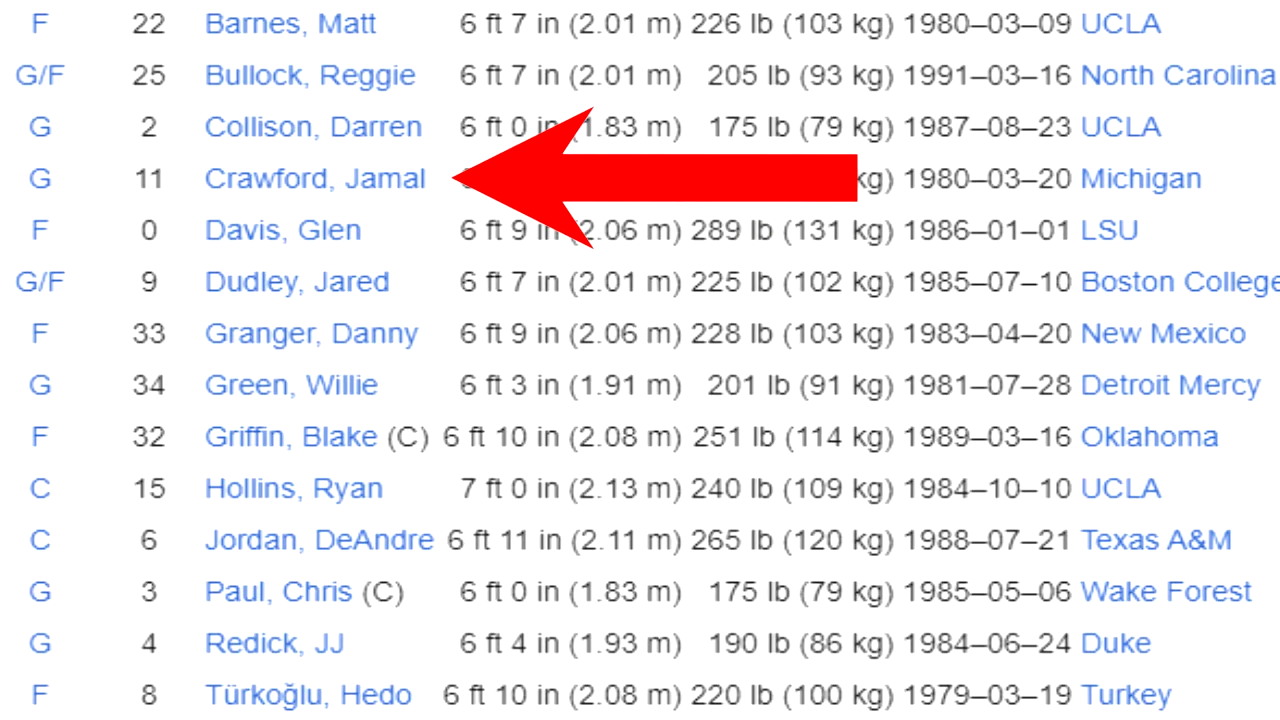 F 22 Barnes, Matt 6 ft 7 in (2.01 m) 226 lb (103 kg) 1980–03–09 UCLA
G/F 25 Bullock, Reggie 6 ft 7 in (2.01 m) 205 lb (93 kg) 1991–03–16 North Carolina
G 2 Collison, Darren 6 ft 0 in (1.83 m) 175 lb (79 kg) 1987–08–23 UCLA
G 11 Crawford, Jamal kg) 1980–03–20 Michigan
F 0 Davis, Glen 6 ft 9 in (2.06 m) 289 lb (131 kg) 1986–01–01 LSU
G/F 9 Dudley, Jared 6 ft 7 in (2.01 m) 225 lb (102 kg) 1985–07–10 Boston College
F 33 Granger, Danny 6 ft 9 in (2.06 m) 228 lb (103 kg) 1983–04–20 New Mexico
G 34 Green, Willie 6 ft 3 in (1.91 m) 201 lb (91 kg) 1981–07–28 Detroit Mercy
F 32 Griffin, Blake (C) 6 ft 10 in (2.08 m) 251 lb (114 kg) 1989–03–16 Oklahoma
C 15 Hollins, Ryan 7 ft 0 in (2.13 m) 240 lb (109 kg) 1984–10–10 UCLA
C 6 Jordan, DeAndre 6 ft 11 in (2.11 m) 265 lb (120 kg) 1988–07–21 Texas A&M
G 3 Paul, Chris (C) 6 ft 0 in (1.83 m) 175 lb (79 kg) 1985–05–06 Wake Forest
G 4 Redick, JJ 6 ft 4 in (1.93 m) 190 lb (86 kg) 1984–06–24 Duke
F 8 Türkoğlu, Hedo 6 ft 10 in (2.08 m) 220 lb (100 kg) 1979–03–19 Turkey